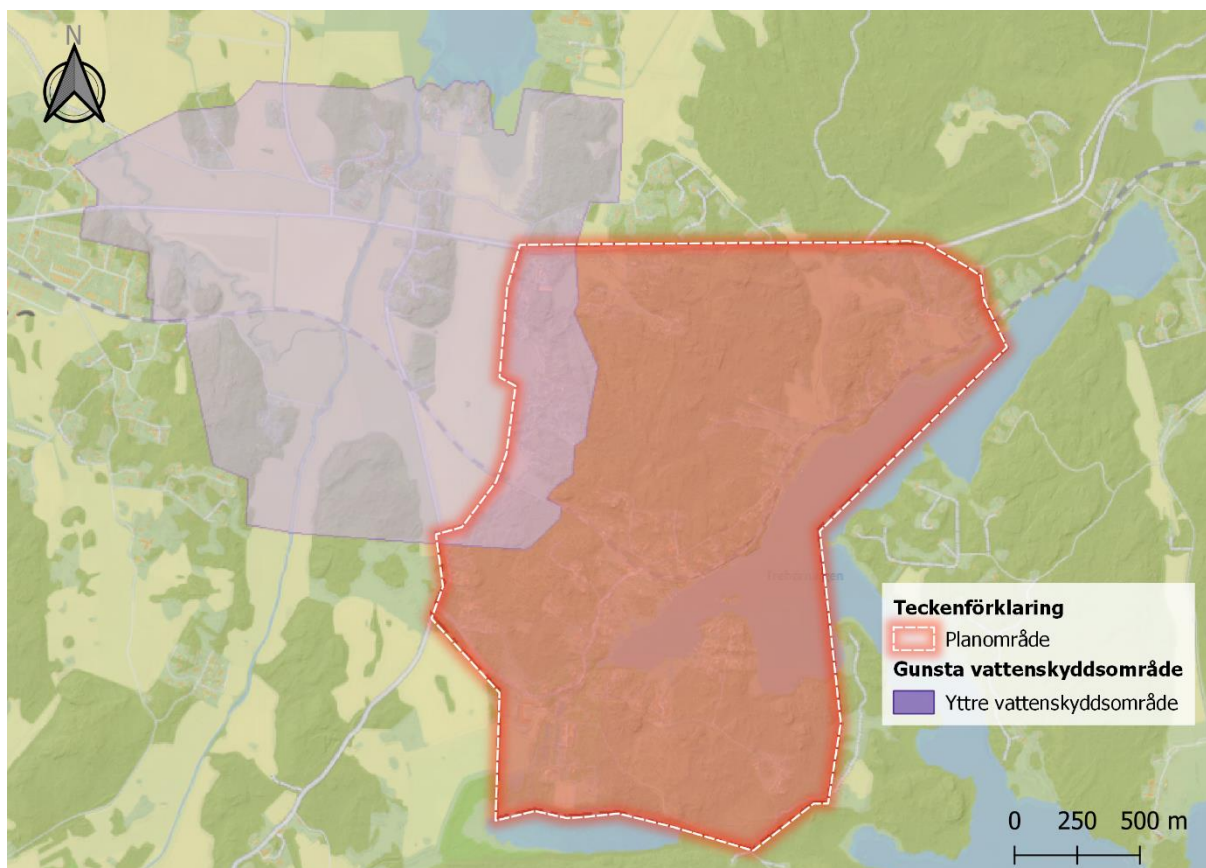 N
Teckenförklaring
Planområde
Gunsta vattenskyddsområde
Yttre vattenskyddsområde
0 250 500 m